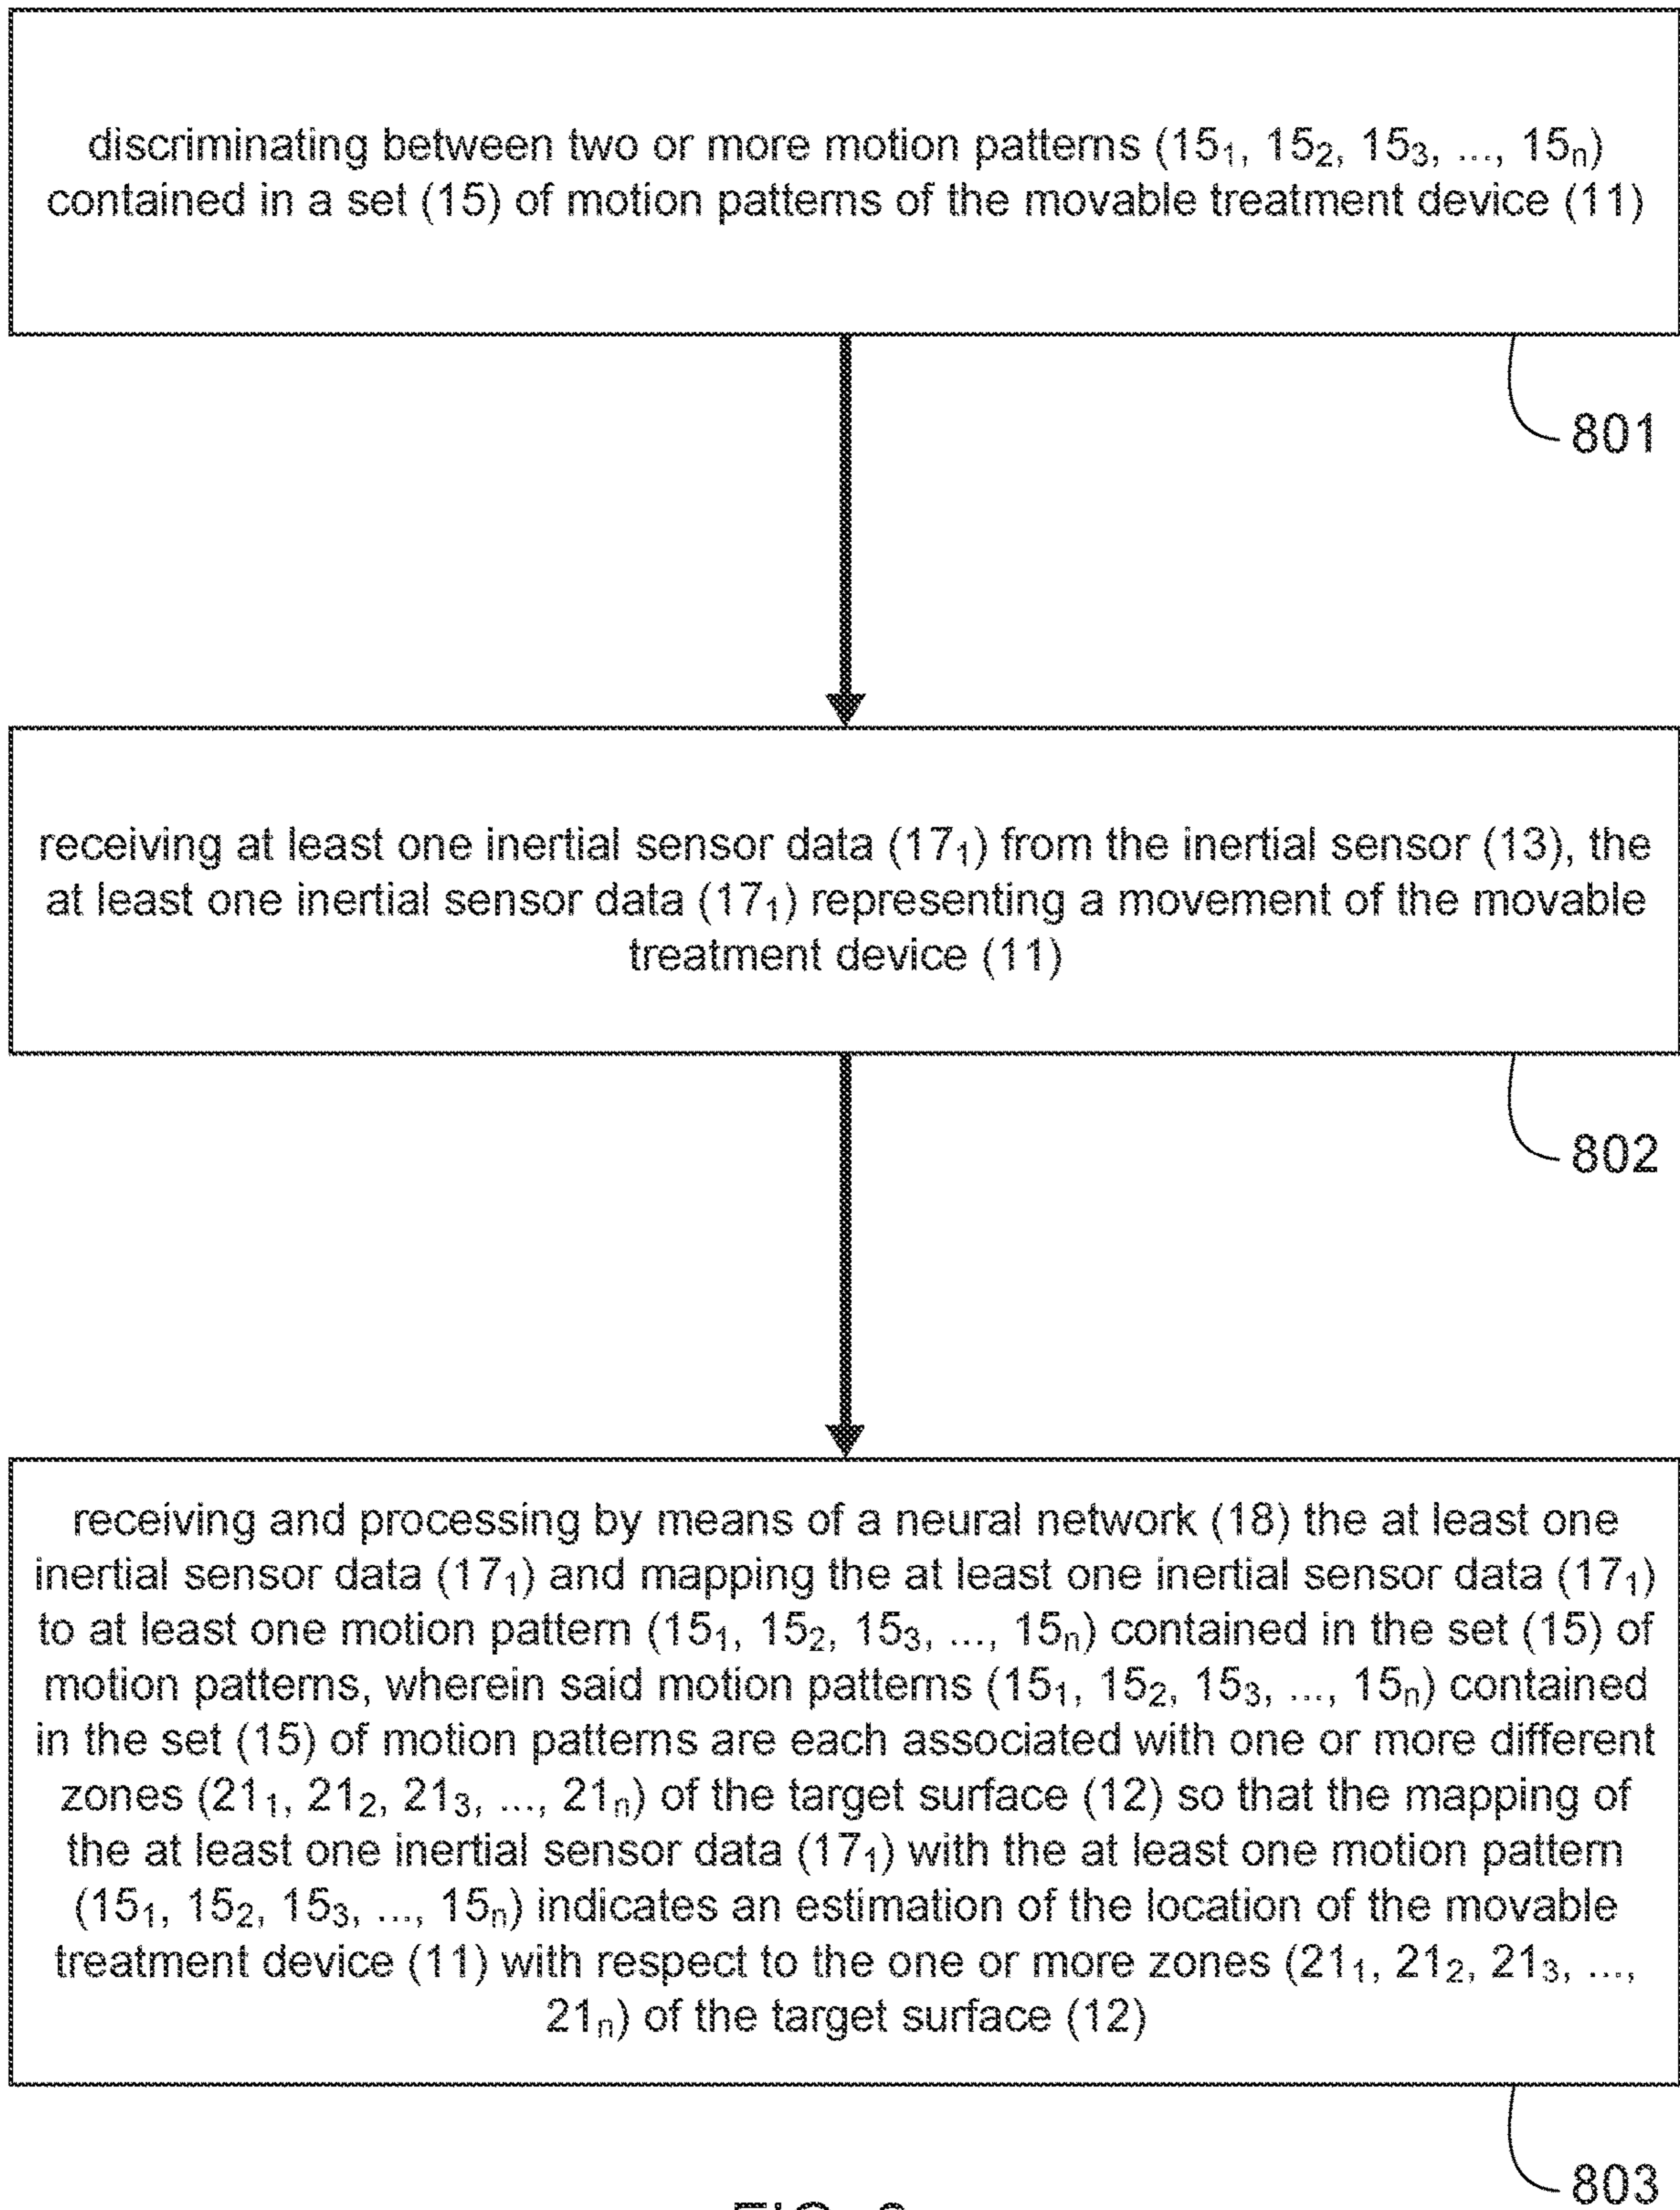 discriminating between two or more motion patterns (15₁, 15₂, 15₃, ..., 15ₙ)
contained in a set (15) of motion patterns of the movable treatment device (11)
801
receiving at least one inertial sensor data (17₁) from the inertial sensor (13), the
at least one inertial sensor data (17₁) representing a movement of the movable
treatment device (11)
802
receiving and processing by means of a neural network (18) the at least one
inertial sensor data (17₁) and mapping the at least one inertial sensor data (17₁)
to at least one motion pattern (15₁, 15₂, 15₃, ..., 15ₙ) contained in the set (15) of
motion patterns, wherein said motion patterns (15₁, 15₂, 15₃, ..., 15ₙ) contained
in the set (15) of motion patterns are each associated with one or more different
zones (21₁, 21₂, 21₃, ..., 21ₙ) of the target surface (12) so that the mapping of
the at least one inertial sensor data (17₁) with the at least one motion pattern
(15₁, 15₂, 15₃, ..., 15ₙ) indicates an estimation of the location of the movable
treatment device (11) with respect to the one or more zones (21₁, 21₂, 21₃, ...,
21ₙ) of the target surface (12)
803